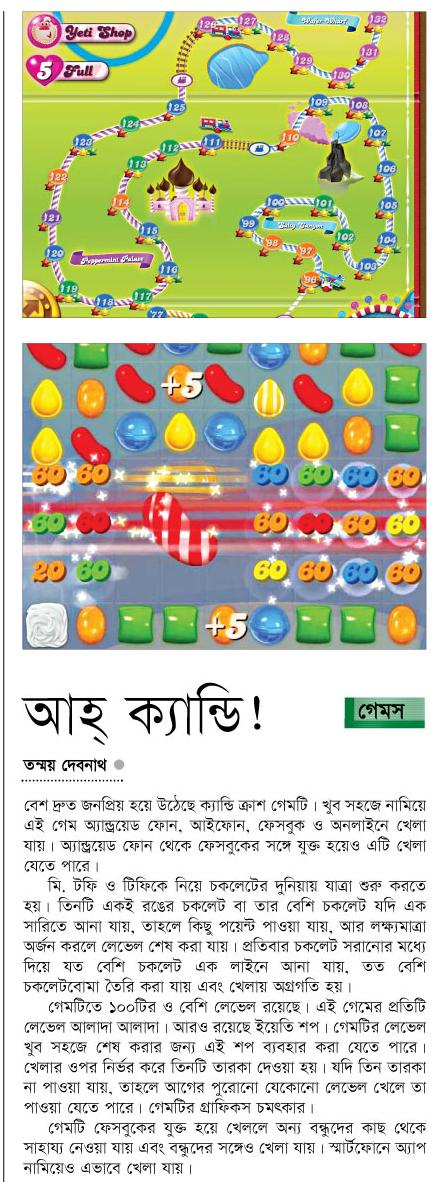 Yeti Shop
5 Full
126 127 128 129 130 131 132
Wafer Wharf
125
124
123
122
121
120
119
118
117
116
115
114
113
112
111
110
109
108
107
106
105
104
103
102
101
100
99
98
97
96
77
Peppermint Palace
+5
60 60 60 60 60 60
60 60 60 60 60 60
20 60 60 60 60 60
+5
আহ্ ক্যান্ডি!
গেমস
তন্ময় দেবনাথ
বেশ দ্রুত জনপ্রিয় হয়ে উঠেছে ক্যান্ডি ক্রাশ গেমটি। খুব সহজে নামিয়ে
এই গেম অ্যান্ড্রয়েড ফোন, আইফোন, ফেসবুক ও অনলাইনে খেলা
যায়। অ্যান্ড্রয়েড ফোন থেকে ফেসবুকের সঙ্গে যুক্ত হয়েও এটি খেলা
যেতে পারে।
মি. টফি ও টিফিকে নিয়ে চকলেটের দুনিয়ায় যাত্রা শুরু করতে
হয়। তিনটি একই রঙের চকলেট বা তার বেশি চকলেট যদি এক
সারিতে আনা যায়, তাহলে কিছু পয়েন্ট পাওয়া যায়, আর লক্ষ্যমাত্রা
অর্জন করলে লেভেল শেষ করা যায়। প্রতিবার চকলেট সরানোর মধ্যে
দিয়ে যত বেশি চকলেট এক লাইনে আনা যায়, তত বেশি
চকলেটবোমা তৈরি করা যায় এবং খেলায় অগ্রগতি হয়।
গেমটিতে ১০০টির ও বেশি লেভেল রয়েছে। এই গেমের প্রতিটি
লেভেল আলাদা আলাদা। আরও রয়েছে ইয়েতি শপ। গেমটির লেভেল
খুব সহজে শেষ করার জন্য এই শপ ব্যবহার করা যেতে পারে।
খেলার ওপর নির্ভর করে তিনটি তারকা দেওয়া হয়। যদি তিন তারকা
না পাওয়া যায়, তাহলে আগের পুরোনো যেকোনো লেভেল খেলে তা
পাওয়া যেতে পারে। গেমটির গ্রাফিকস চমৎকার।
গেমটি ফেসবুকের যুক্ত হয়ে খেললে অন্য বন্ধুদের কাছ থেকে
সাহায্য নেওয়া যায় এবং বন্ধুদের সঙ্গেও খেলা যায়। স্মার্টফোনে অ্যাপ
নামিয়েও এভাবে খেলা যায়।